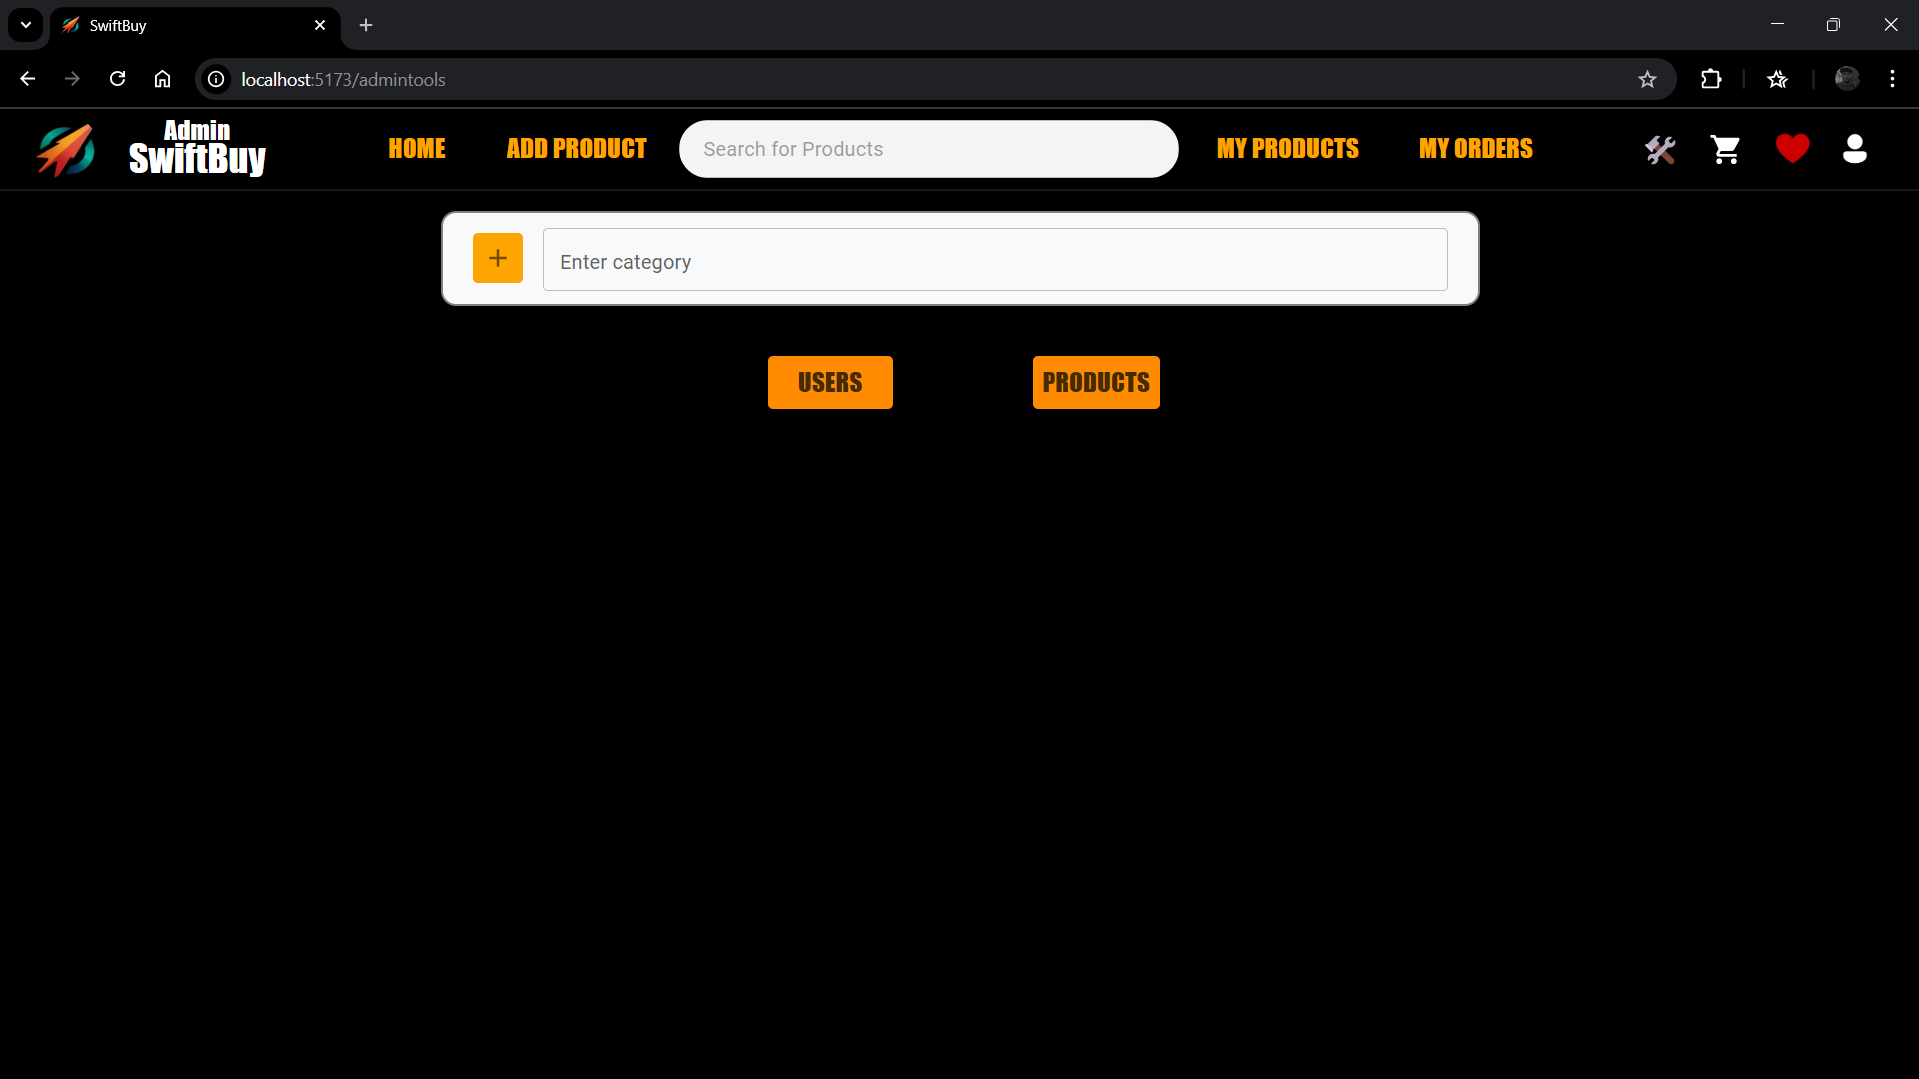 SwiftBuy
localhost:5173/admintools
Admin
SwiftBuy
HOME
ADD PRODUCT
Search for Products
MY PRODUCTS
MY ORDERS
Enter category
USERS
PRODUCTS